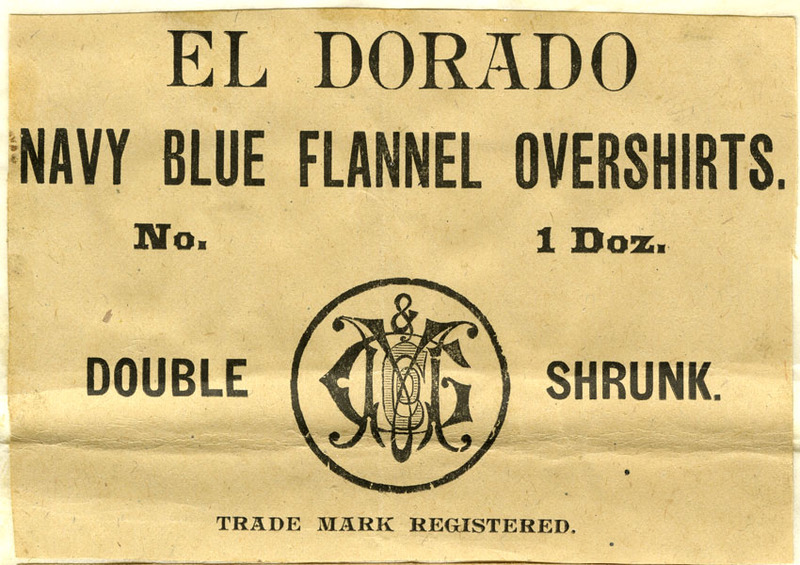 EL DORADO
NAVY BLUE FLANNEL OVERSHIRTS.
No. 1 Doz.
&
DOUBLE SHRUNK.
TRADE MARK REGISTERED.